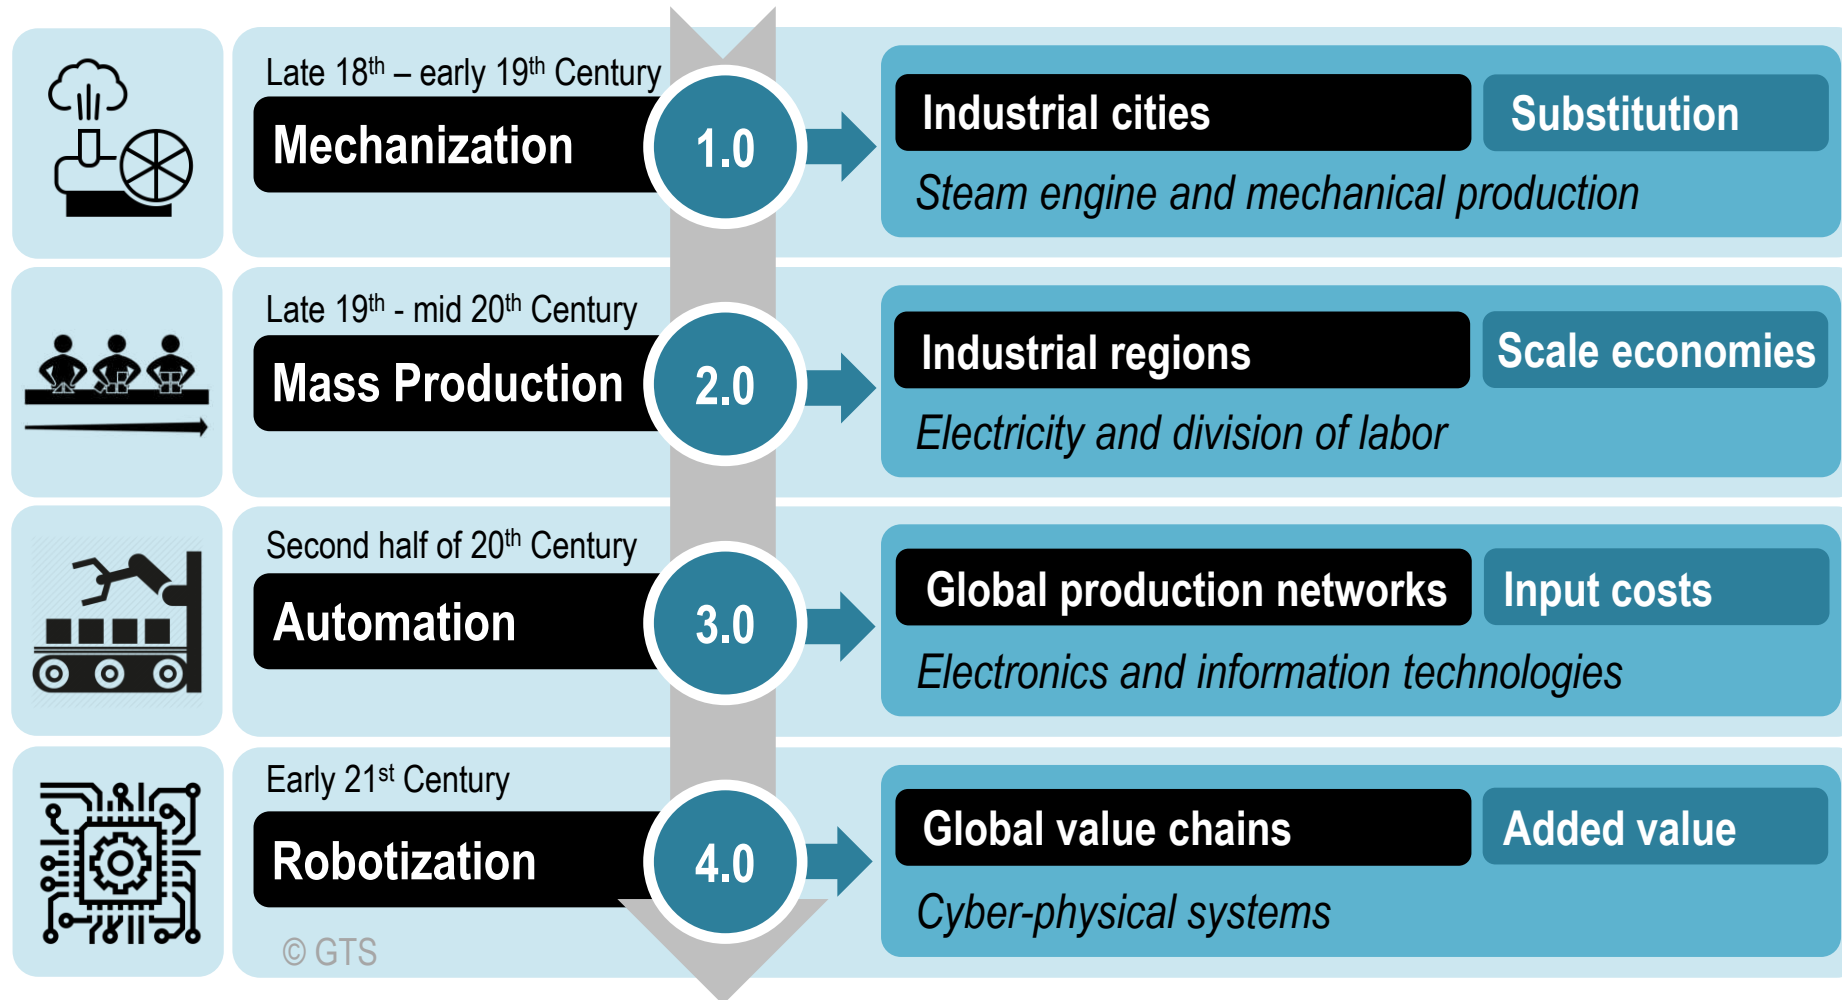 Late 18th – early 19th Century
Mechanization
1.0
Industrial cities
Substitution
Steam engine and mechanical production
Late 19th - mid 20th Century
Mass Production
2.0
Industrial regions
Scale economies
Electricity and division of labor
Second half of 20th Century
Automation
3.0
Global production networks
Input costs
Electronics and information technologies
Early 21st Century
Robotization
4.0
Global value chains
Added value
Cyber-physical systems
© GTS